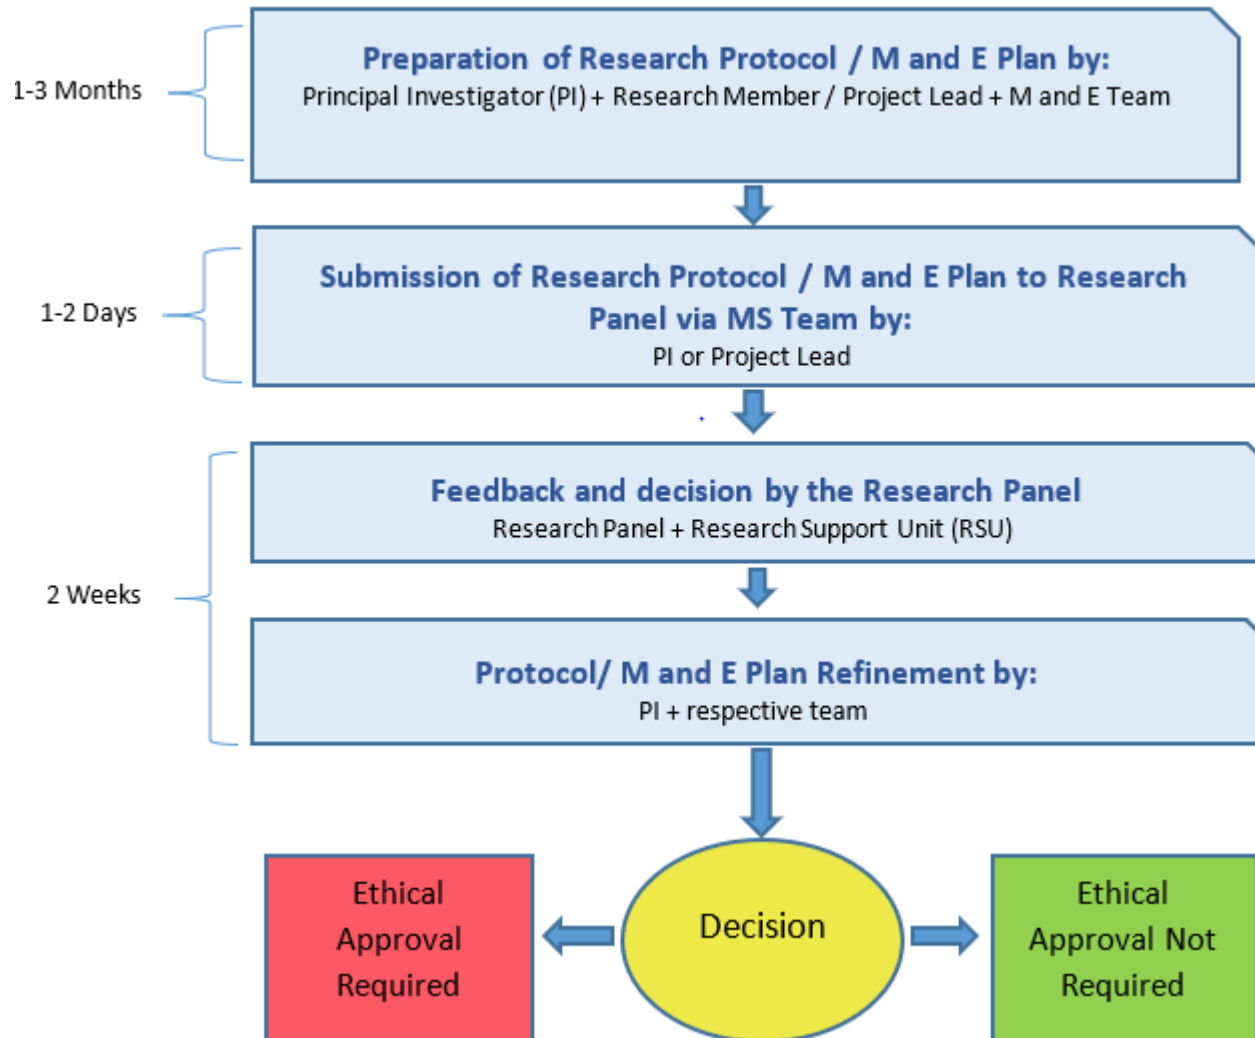 Preparation of Research Protocol / M and E Plan by:
Principal Investigator (PI) + Research Member / Project Lead + M and E Team
1-3 Months
Submission of Research Protocol / M and E Plan to Research
Panel via MS Team by:
PI or Project Lead
1-2 Days
Feedback and decision by the Research Panel
Research Panel + Research Support Unit (RSU)
2 Weeks
Protocol/ M and E Plan Refinement by:
PI + respective team
Ethical
Approval
Required
Decision
Ethical
Approval Not
Required